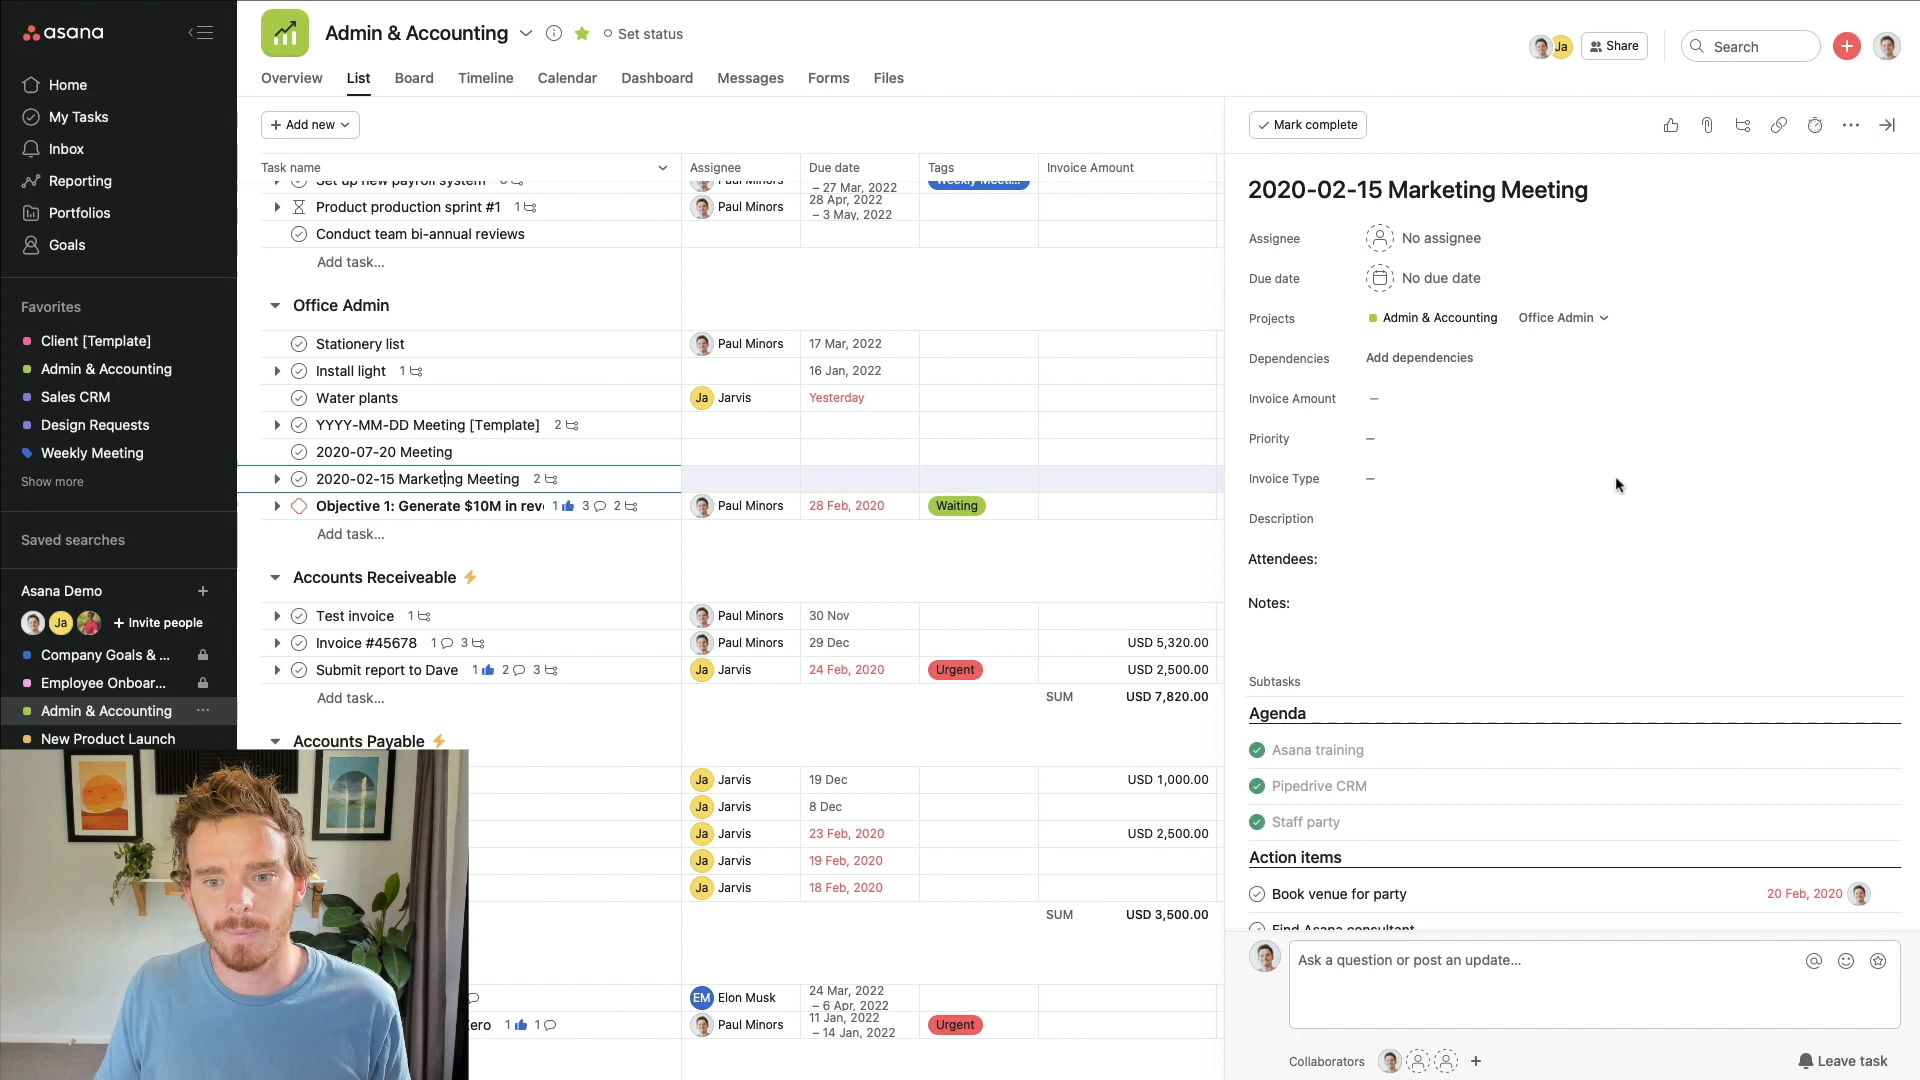 asana
Home
My Tasks
Inbox
Reporting
Portfolios
Goals
Favorites
Client [Template]
Admin & Accounting
Sales CRM
Design Requests
Weekly Meeting
Show more
Saved searches
Asana Demo
Ja
Invite people
Company Goals & ...
Employee Onboar...
Admin & Accounting
New Product Launch
Admin & Accounting
Set status
Overview
List
Board
Timeline
Calendar
Dashboard
Messages
Forms
Files
Ja
Share
Search
+ Add new
Task name
Assignee
Due date
Tags
Invoice Amount
Set up new payroll system
Paul Minors
– 27 Mar, 2022
Weekly Meeti...
Product production sprint #1 1
Paul Minors
28 Apr, 2022
– 3 May, 2022
Conduct team bi-annual reviews
Add task...
Office Admin
Stationery list
Paul Minors
17 Mar, 2022
Install light 1
16 Jan, 2022
Water plants
Ja Jarvis
Yesterday
YYYY-MM-DD Meeting [Template] 2
2020-07-20 Meeting
2020-02-15 Marketing Meeting 2
Objective 1: Generate $10M in rev 1 3 2
Paul Minors
28 Feb, 2020
Waiting
Add task...
Accounts Receiveable
Test invoice 1
Paul Minors
30 Nov
Invoice #45678 1 3
Paul Minors
29 Dec
USD 5,320.00
Submit report to Dave 1 2 3
Ja Jarvis
24 Feb, 2020
Urgent
USD 2,500.00
Add task...
SUM USD 7,820.00
Accounts Payable
Ja Jarvis
19 Dec
USD 1,000.00
Ja Jarvis
8 Dec
Ja Jarvis
23 Feb, 2020
USD 2,500.00
Ja Jarvis
19 Feb, 2020
Ja Jarvis
18 Feb, 2020
SUM USD 3,500.00
EM Elon Musk
24 Mar, 2022
– 6 Apr, 2022
ero 1 1
Paul Minors
11 Jan, 2022
– 14 Jan, 2022
Urgent
Mark complete
2020-02-15 Marketing Meeting
Assignee
No assignee
Due date
No due date
Projects
Admin & Accounting
Office Admin
Dependencies
Add dependencies
Invoice Amount
–
Priority
–
Invoice Type
–
Description
Attendees:
Notes:
Subtasks
Agenda
Asana training
Pipedrive CRM
Staff party
Action items
Book venue for party
20 Feb, 2020
Find Asana consultant
Ask a question or post an update...
Collaborators
Leave task